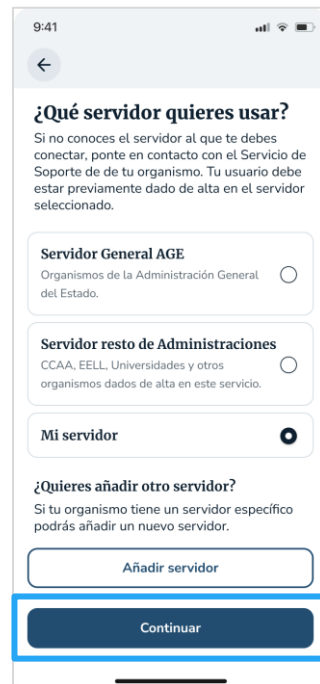 9:41
¿Qué servidor quieres usar?
Si no conoces el servidor al que te debes
conectar, ponte en contacto con el Servicio de
Soporte de de tu organismo. Tu usuario debe
estar previamente dado de alta en el servidor
seleccionado.
Servidor General AGE
Organismos de la Administración General
del Estado.
Servidor resto de Administraciones
CCAA, EELL, Universidades y otros
organismos dados de alta en este servicio.
Mi servidor
¿Quieres añadir otro servidor?
Si tu organismo tiene un servidor específico
podrás añadir un nuevo servidor.
Añadir servidor
Continuar